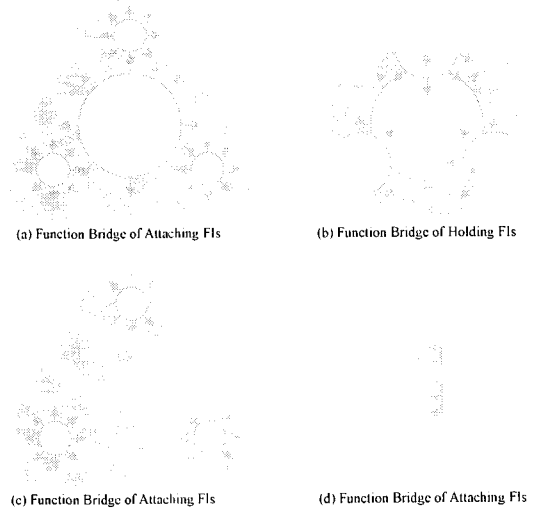 (a) Function Bridge of Attaching FIs
(b) Function Bridge of Holding FIs
(c) Function Bridge of Attaching FIs
(d) Function Bridge of Attaching FIs